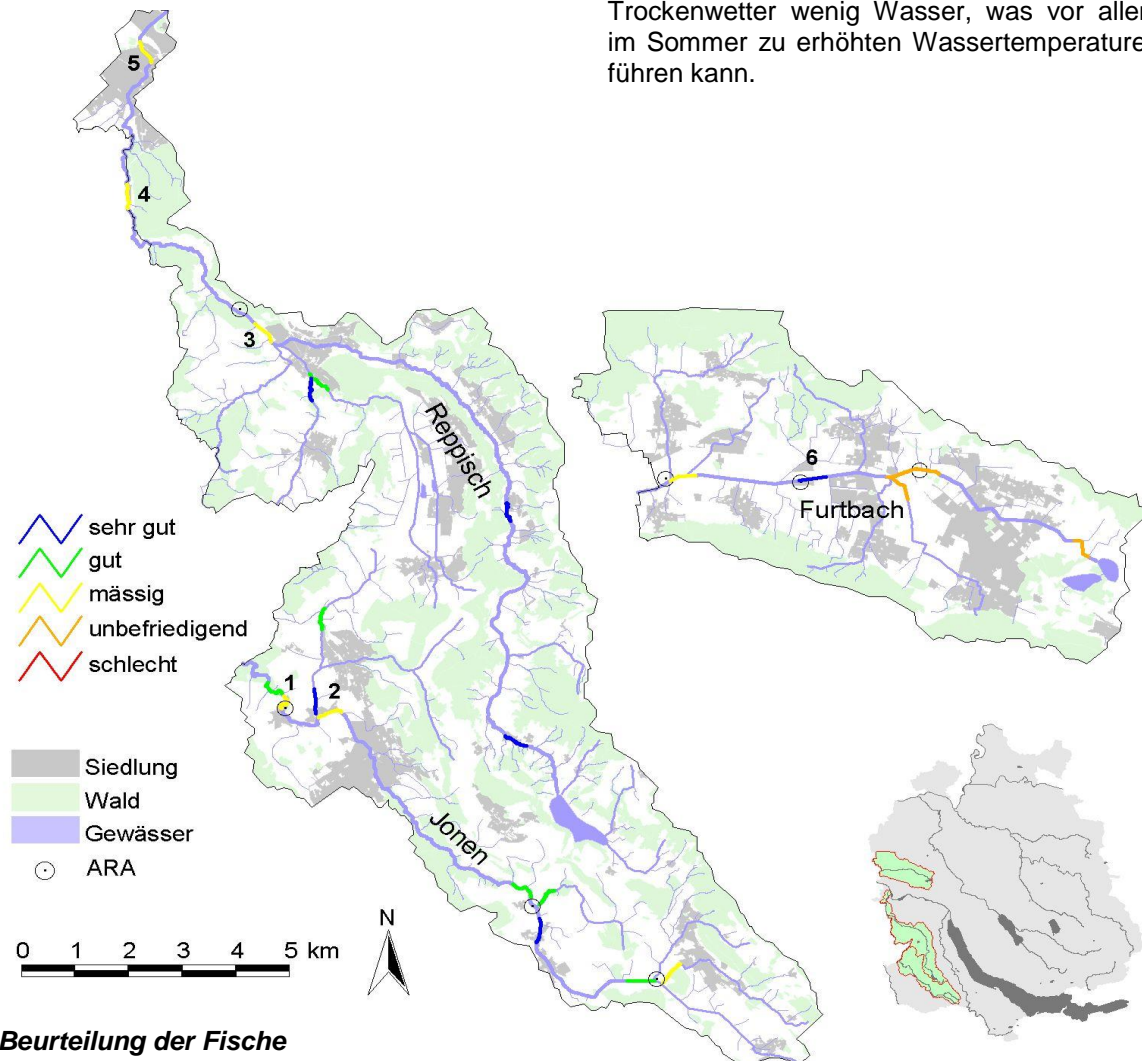 Trockenwetter wenig Wasser, was vor aller
im Sommer zu erhöhten Wassertemperature
führen kann.
5
4
3
Reppisch
6
Furtbach
sehr gut
gut
mässig
unbefriedigend
schlecht
1
2
Siedlung
Wald
Gewässer
ARA
Jonen
N
0 1 2 3 4 5 km
Beurteilung der Fische